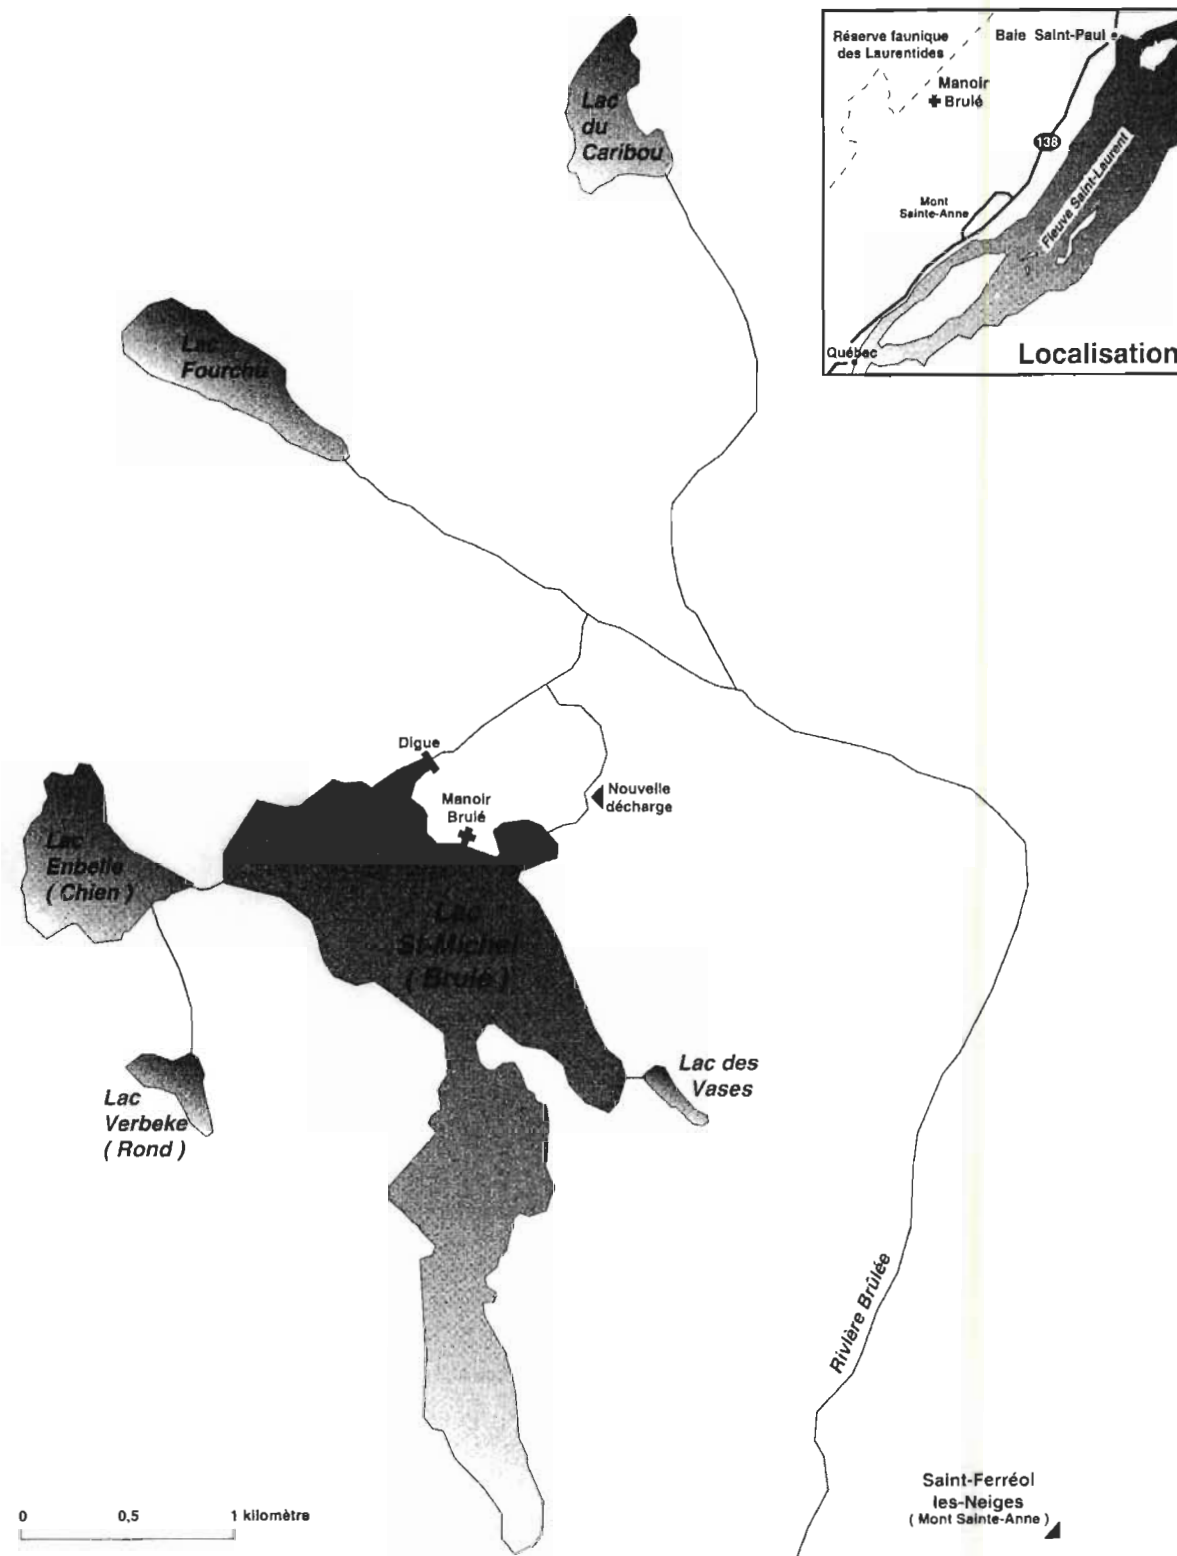 Réserve faunique
des Laurentides
Baie Saint-Paul
Manoir
Brulé
138
Mont
Sainte-Anne
Fleuve Saint-Laurent
Québec
Localisation
Lac
du
Caribou
Lac
Fourchu
Digue
Manoir
Brulé
Nouvelle
décharge
Lac
Enbelle
( Chien )
Lac
St-Michel
( Brulé )
Lac des
Vases
Lac
Verbeke
( Rond )
Rivière Brûlée
Saint-Ferréol
les-Neiges
( Mont Sainte-Anne )
0 0,5 1 kilomètre